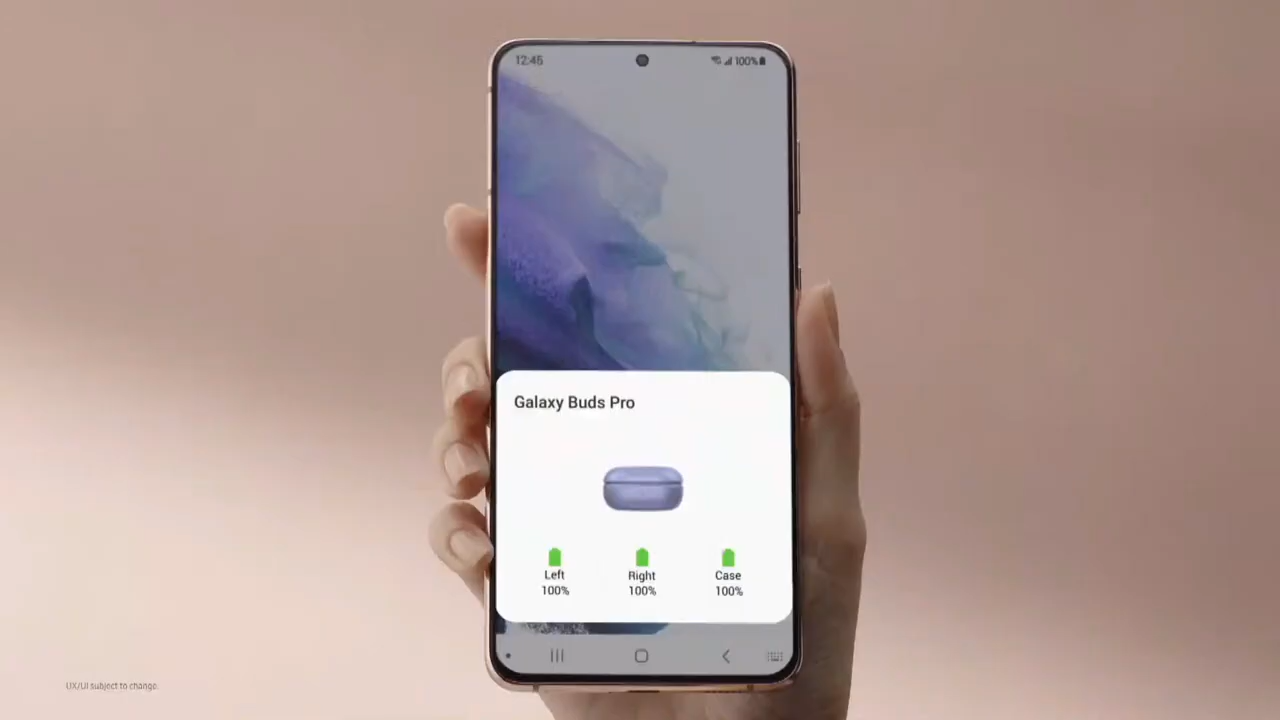 12:45
100%
Galaxy Buds Pro
Left
100%
Right
100%
Case
100%
UX/UI subject to change.